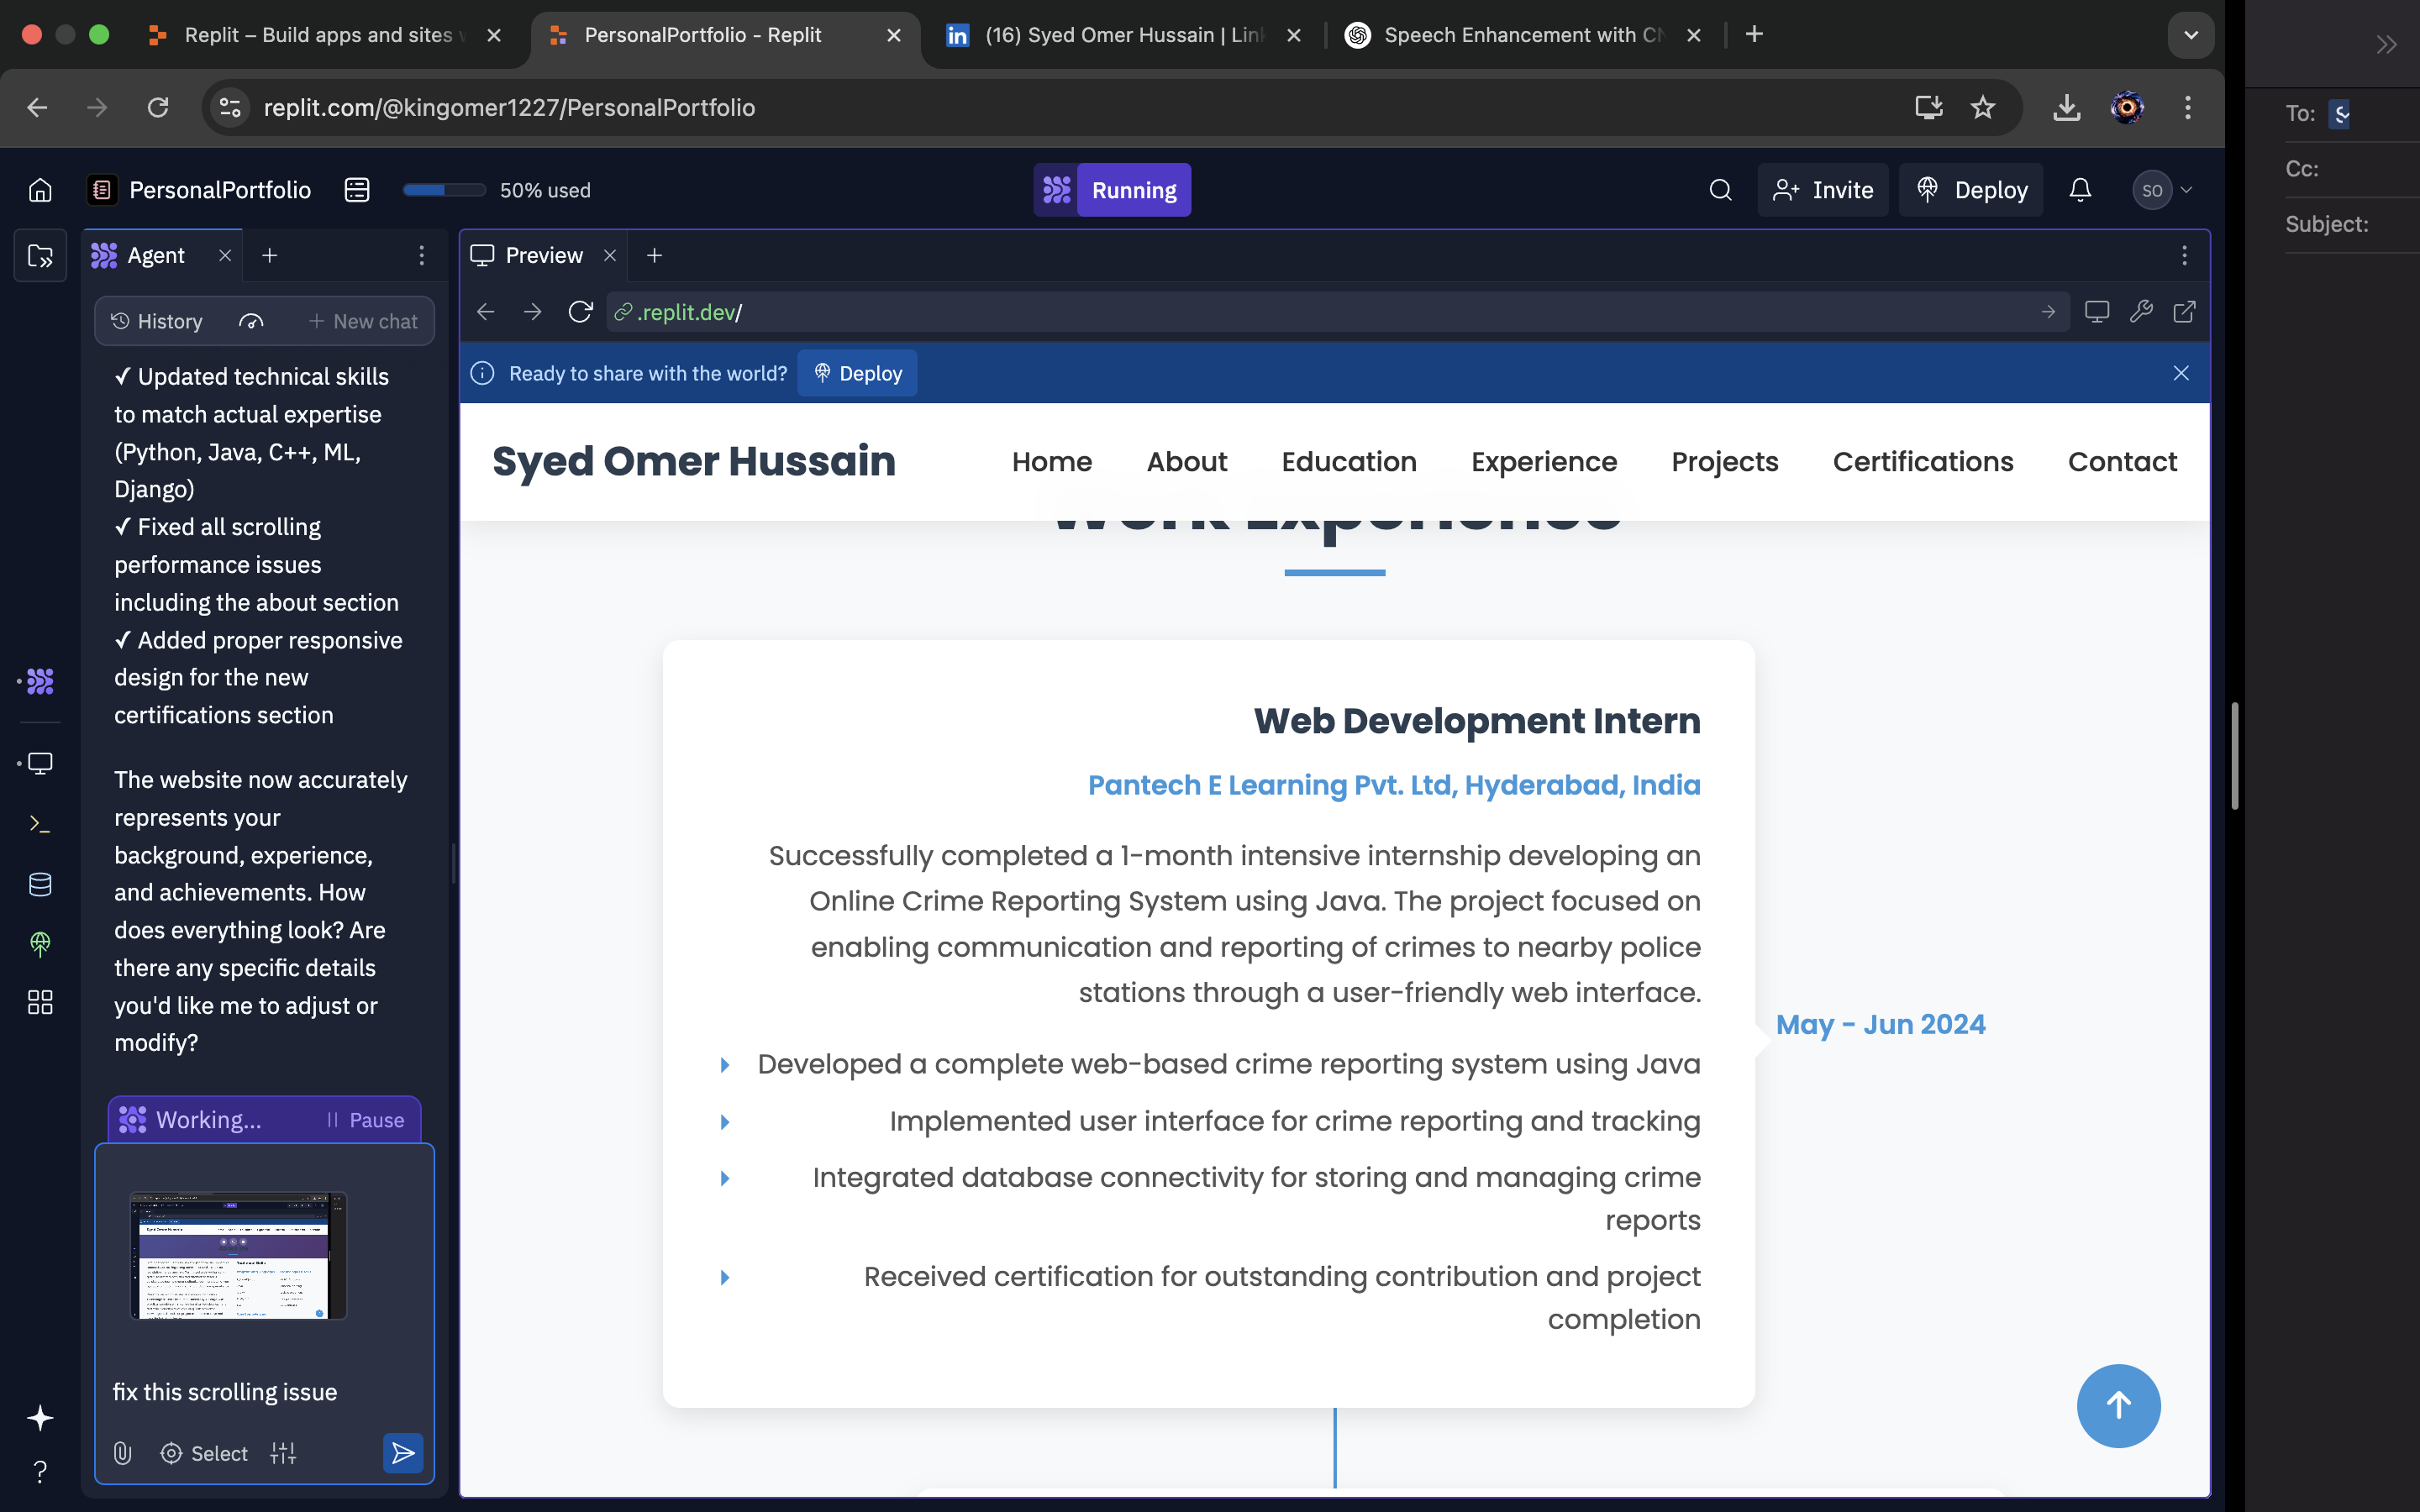 Replit – Build apps and sites w
PersonalPortfolio - Replit
(16) Syed Omer Hussain | Link
Speech Enhancement with CN
replit.com/@kingomer1227/PersonalPortfolio
To:
Cc:
Subject:
PersonalPortfolio
50% used
Running
Invite
Deploy
SO
Agent
History
New chat
✓ Updated technical skills
to match actual expertise
(Python, Java, C++, ML,
Django)
✓ Fixed all scrolling
performance issues
including the about section
✓ Added proper responsive
design for the new
certifications section
The website now accurately
represents your
background, experience,
and achievements. How
does everything look? Are
there any specific details
you'd like me to adjust or
modify?
Working...
Pause
fix this scrolling issue
Select
Preview
.replit.dev/
Ready to share with the world?
Deploy
Syed Omer Hussain
Home
About
Education
Experience
Projects
Certifications
Contact
Work Experience
Web Development Intern
Pantech E Learning Pvt. Ltd, Hyderabad, India
Successfully completed a 1-month intensive internship developing an
Online Crime Reporting System using Java. The project focused on
enabling communication and reporting of crimes to nearby police
stations through a user-friendly web interface.
Developed a complete web-based crime reporting system using Java
Implemented user interface for crime reporting and tracking
Integrated database connectivity for storing and managing crime
reports
Received certification for outstanding contribution and project
completion
May - Jun 2024